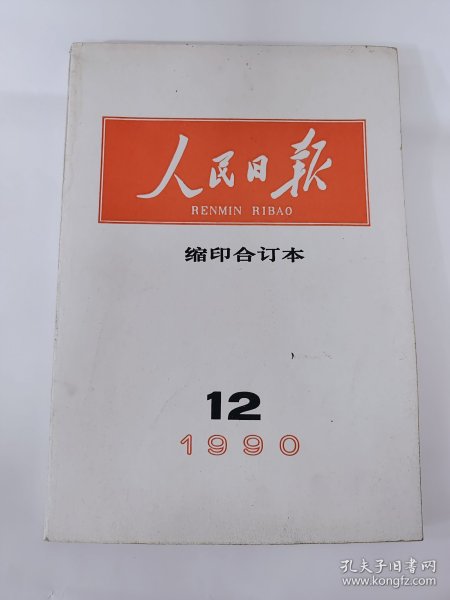 人民日报
RENMIN RIBAO
缩印合订本
12
1990
孔夫子旧书网
www.kongfz.com